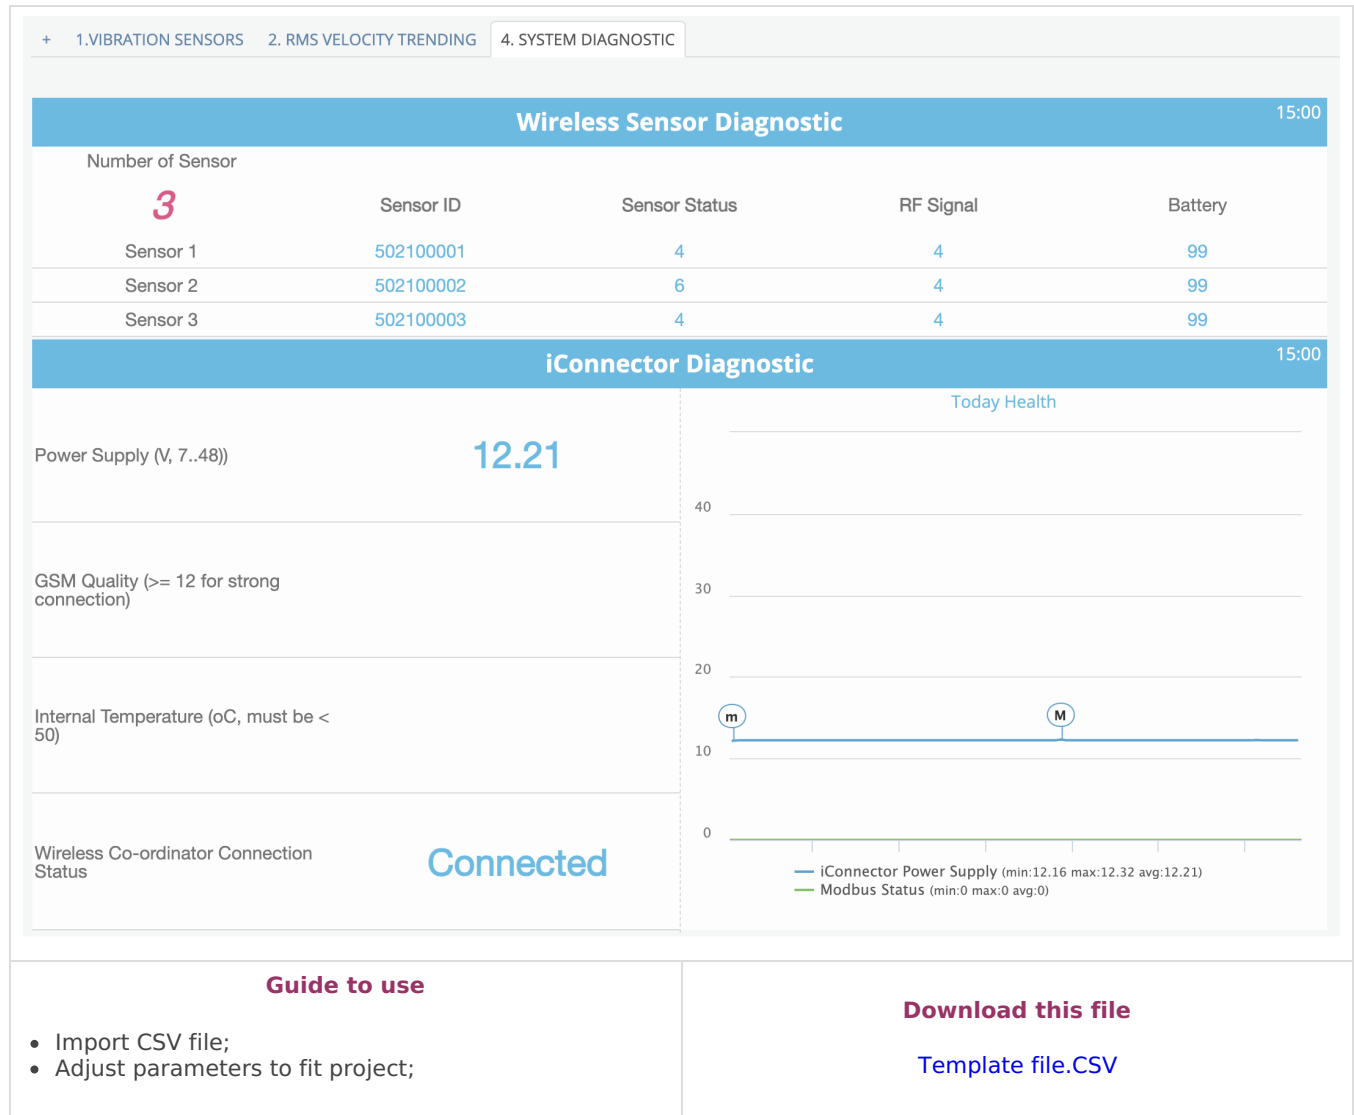 + 1.VIBRATION SENSORS 2. RMS VELOCITY TRENDING 4. SYSTEM DIAGNOSTIC
Wireless Sensor Diagnostic 15:00
Number of Sensor
3 Sensor ID Sensor Status RF Signal Battery
Sensor 1 502100001 4 4 99
Sensor 2 502100002 6 4 99
Sensor 3 502100003 4 4 99
iConnector Diagnostic 15:00
Power Supply (V, 7..48)) 12.21
GSM Quality (>= 12 for strong
connection)
Internal Temperature (oC, must be <
50)
Wireless Co-ordinator Connection
Status
Connected
Today Health
40
30
20
m M
10
0
iConnector Power Supply (min:12.16 max:12.32 avg:12.21)
Modbus Status (min:0 max:0 avg:0)
Guide to use
• Import CSV file;
• Adjust parameters to fit project;
Download this file
Template file.CSV